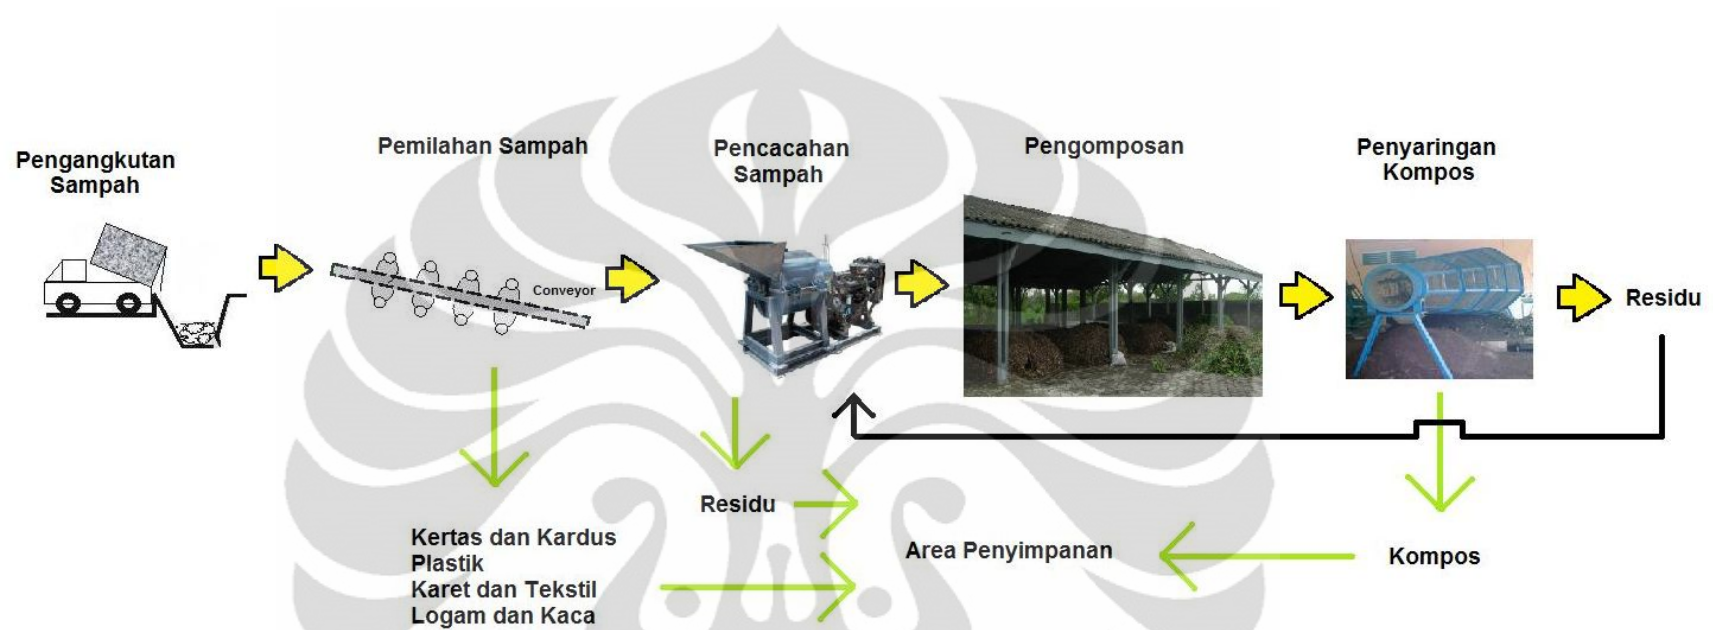 Pengangkutan
Sampah
Pemilahan Sampah
Pencacahan
Sampah
Pengomposan
Penyaringan
Kompos
Conveyor
Residu
Residu
Kertas dan Kardus
Plastik
Karet dan Tekstil
Logam dan Kaca
Area Penyimpanan
Kompos